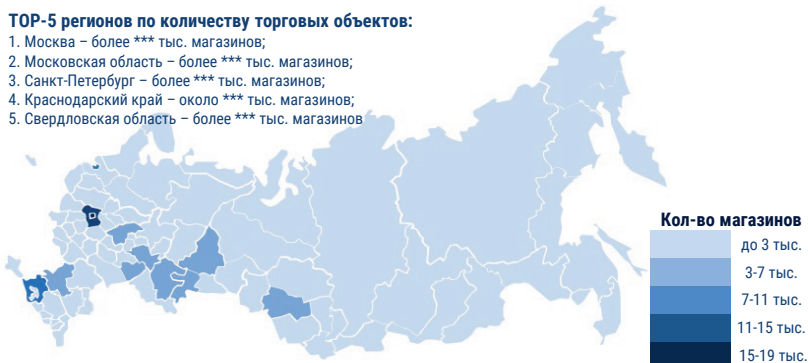 TOP-5 регионов по количеству торговых объектов:
1. Москва – более *** тыс. магазинов;
2. Московская область – более *** тыс. магазинов;
3. Санкт-Петербург – более *** тыс. магазинов;
4. Краснодарский край – около *** тыс. магазинов;
5. Свердловская область – более *** тыс. магазинов
Кол-во магазинов
до 3 тыс.
3-7 тыс.
7-11 тыс.
11-15 тыс.
15-19 тыс.